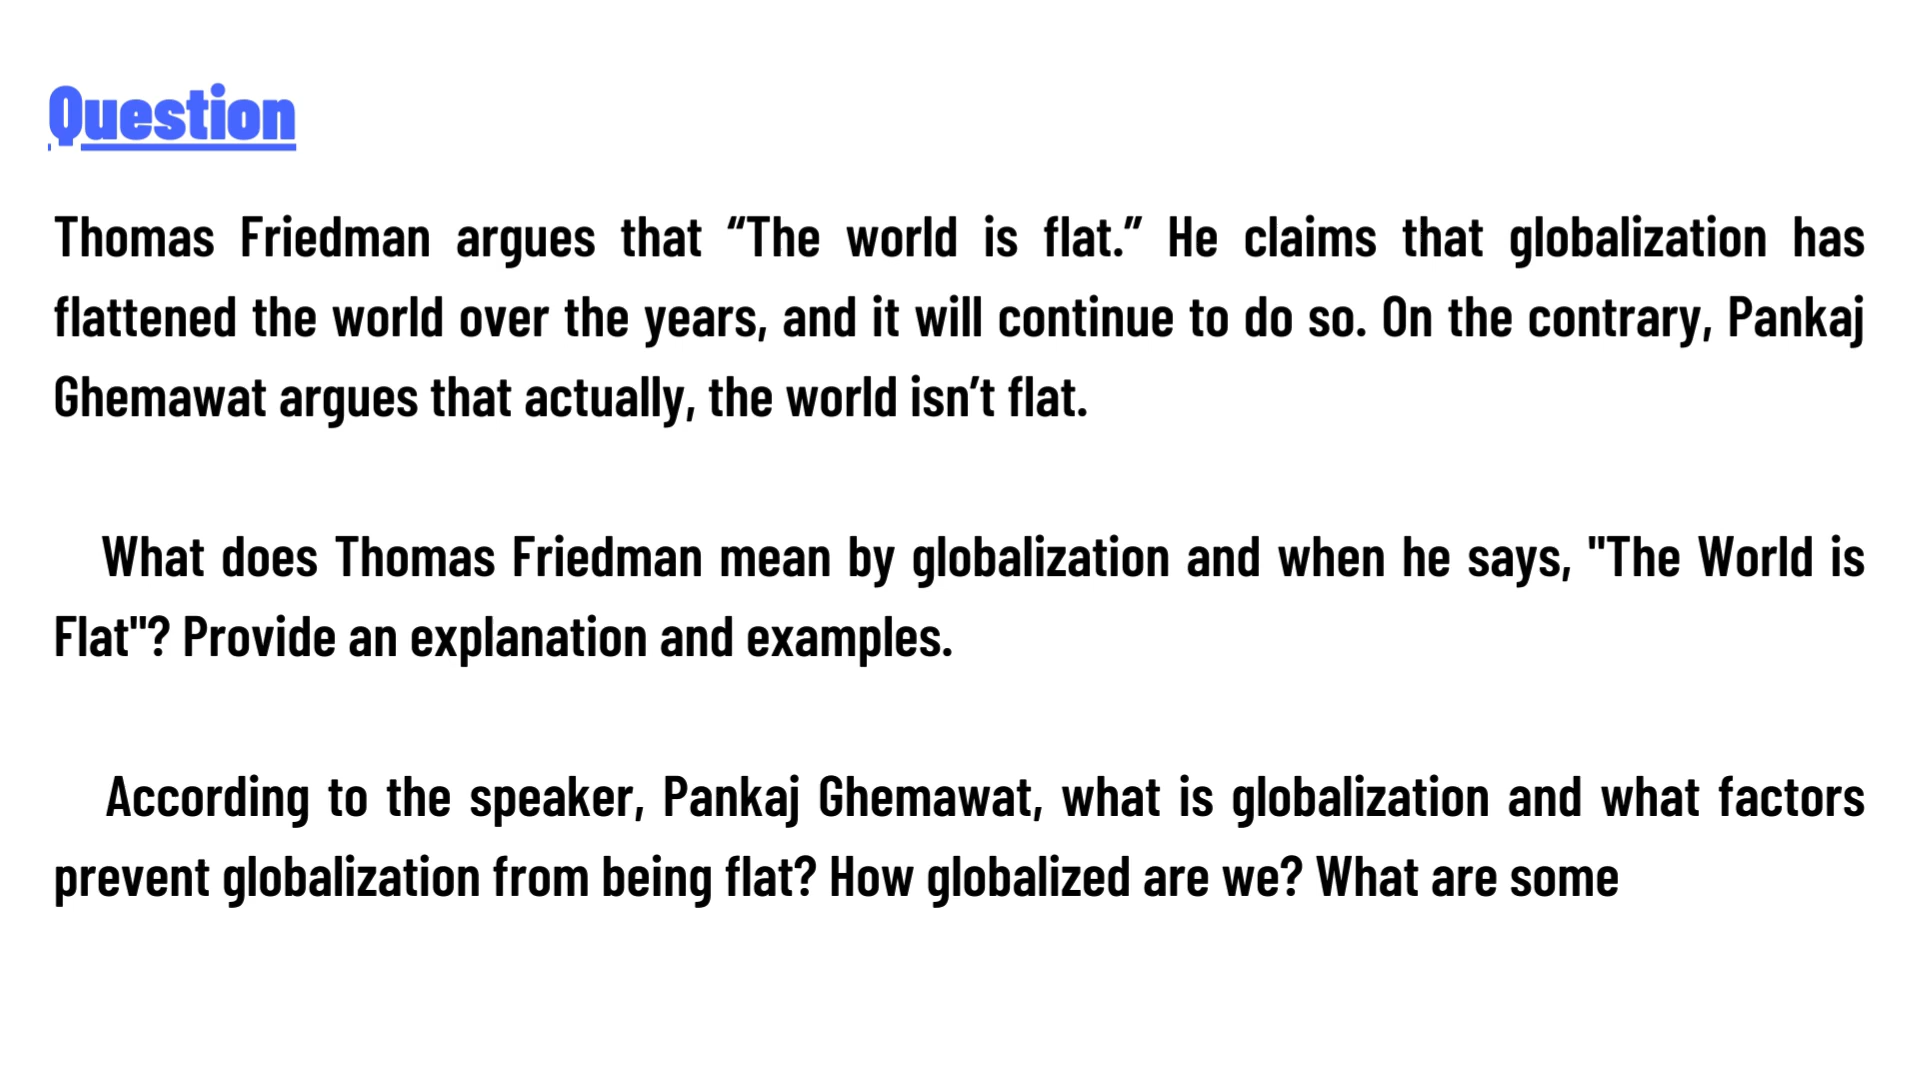 Question
Thomas Friedman argues that “The world is flat.” He claims that globalization has
flattened the world over the years, and it will continue to do so. On the contrary, Pankaj
Ghemawat argues that actually, the world isn’t flat.
What does Thomas Friedman mean by globalization and when he says, "The World is
Flat"? Provide an explanation and examples.
According to the speaker, Pankaj Ghemawat, what is globalization and what factors
prevent globalization from being flat? How globalized are we? What are some